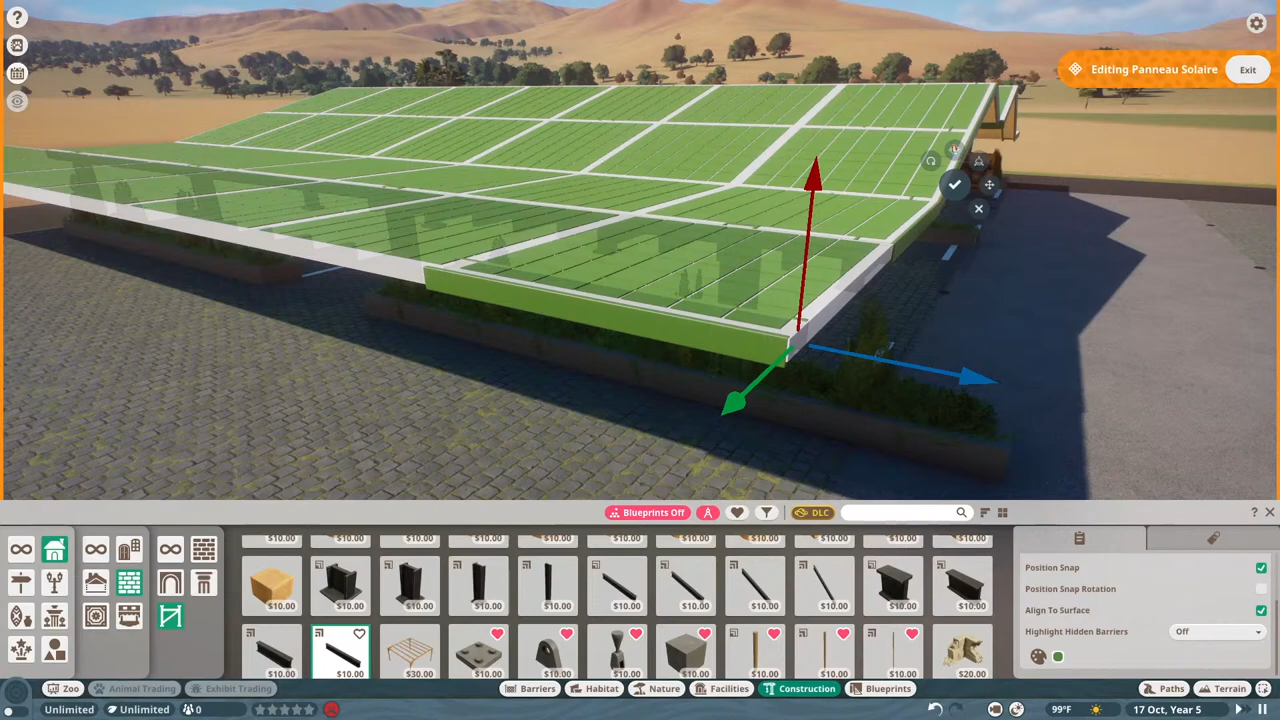 ?
Editing Panneau Solaire
Exit
Blueprints Off
DLC
? ×
$10.00 $10.00 $10.00 $10.00 $10.00 $10.00 $10.00 $10.00 $10.00 $10.00 $10.00
$10.00 $10.00 $10.00 $10.00 $10.00 $10.00 $10.00 $10.00 $10.00 $10.00 $10.00
$10.00 $10.00 $30.00 $10.00 $10.00 $10.00 $10.00 $10.00 $10.00 $10.00 $20.00
Position Snap
Position Snap Rotation
Align To Surface
Highlight Hidden Barriers Off
Zoo Animal Trading Exhibit Trading Barriers Habitat Nature Facilities Construction Blueprints Paths Terrain
Unlimited Unlimited 0 99°F 17 Oct, Year 5